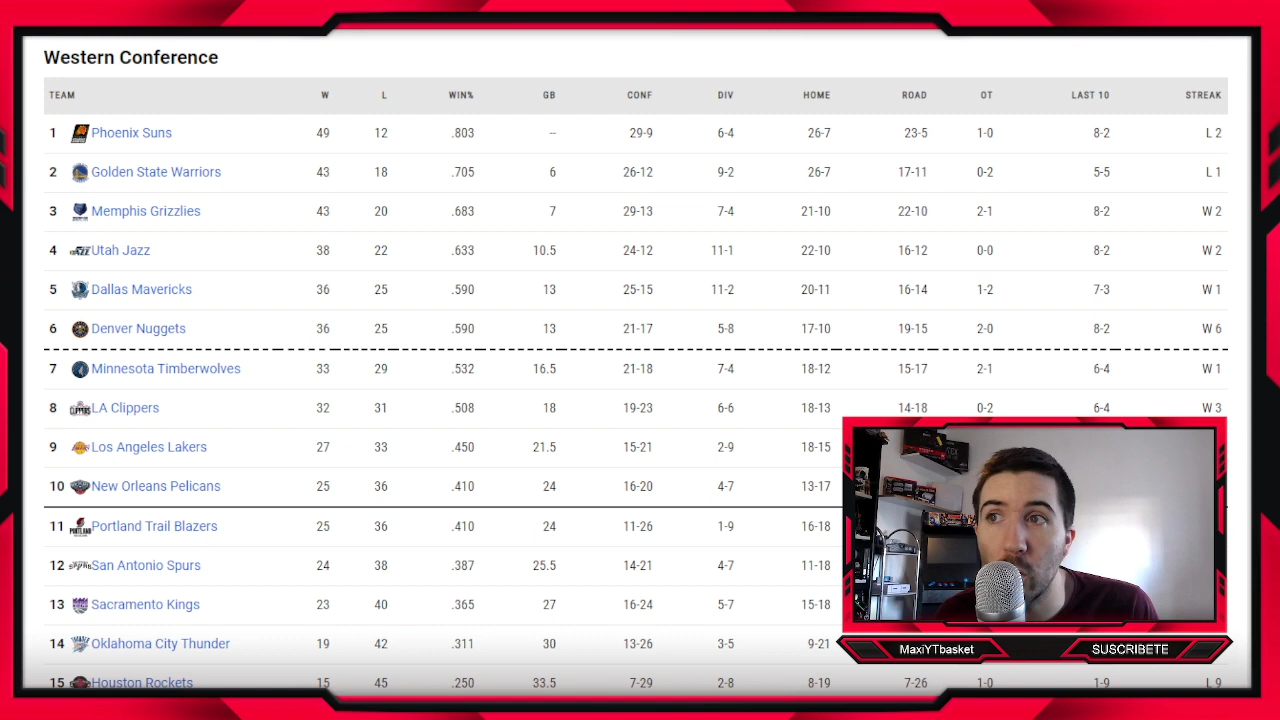 Western Conference
TEAM W L WIN% GB CONF DIV HOME ROAD OT LAST 10 STREAK
1 Phoenix Suns 49 12 .803 -- 29-9 6-4 26-7 23-5 1-0 8-2 L 2
2 Golden State Warriors 43 18 .705 6 26-12 9-2 26-7 17-11 0-2 5-5 L 1
3 Memphis Grizzlies 43 20 .683 7 29-13 7-4 21-10 22-10 2-1 8-2 W 2
4 Utah Jazz 38 22 .633 10.5 24-12 11-1 22-10 16-12 0-0 8-2 W 2
5 Dallas Mavericks 36 25 .590 13 25-15 11-2 20-11 16-14 1-2 7-3 W 1
6 Denver Nuggets 36 25 .590 13 21-17 5-8 17-10 19-15 2-0 8-2 W 6
7 Minnesota Timberwolves 33 29 .532 16.5 21-18 7-4 18-12 15-17 2-1 6-4 W 1
8 LA Clippers 32 31 .508 18 19-23 6-6 18-13 14-18 0-2 6-4 W 3
9 Los Angeles Lakers 27 33 .450 21.5 15-21 2-9 18-15
10 New Orleans Pelicans 25 36 .410 24 16-20 4-7 13-17
11 Portland Trail Blazers 25 36 .410 24 11-26 1-9 16-18
12 San Antonio Spurs 24 38 .387 25.5 14-21 4-7 11-18
13 Sacramento Kings 23 40 .365 27 16-24 5-7 15-18
14 Oklahoma City Thunder 19 42 .311 30 13-26 3-5 9-21
15 Houston Rockets 15 45 .250 33.5 7-29 2-8 8-19 7-26 1-0 1-9 L 9
MaxiYTbasket SUSCRIBETE